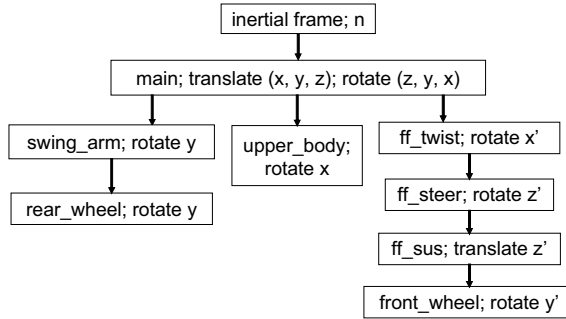 inertial frame; n
main; translate (x, y, z); rotate (z, y, x)
swing_arm; rotate y
upper_body;
rotate x
ff_twist; rotate x’
rear_wheel; rotate y
ff_steer; rotate z’
ff_sus; translate z’
front_wheel; rotate y’